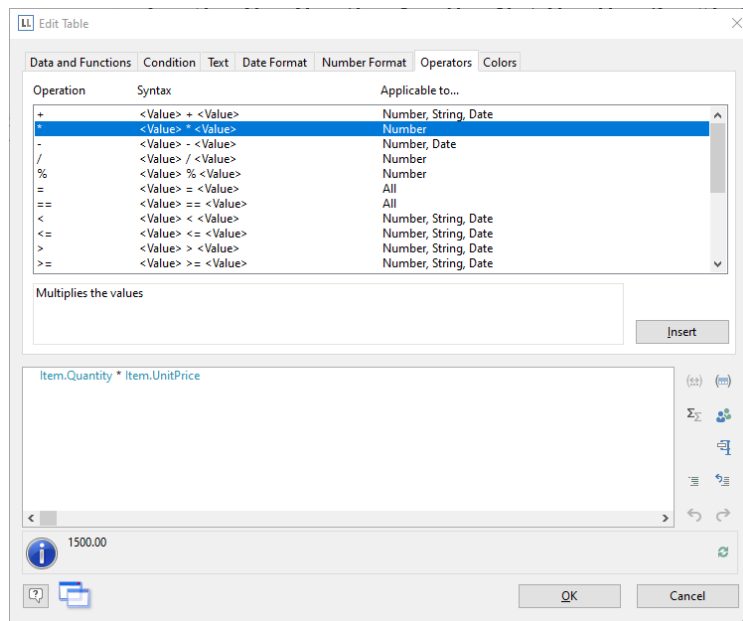 LL Edit Table
Data and Functions Condition Text Date Format Number Format Operators Colors
Operation Syntax Applicable to...
+ <Value> + <Value> Number, String, Date
* <Value> * <Value> Number
- <Value> - <Value> Number, Date
/ <Value> / <Value> Number
% <Value> % <Value> Number
= <Value> = <Value> All
== <Value> == <Value> All
< <Value> < <Value> Number, String, Date
<= <Value> <= <Value> Number, String, Date
> <Value> > <Value> Number, String, Date
>= <Value> >= <Value> Number, String, Date
Multiplies the values
Insert
Item.Quantity * Item.UnitPrice
1500.00
OK Cancel